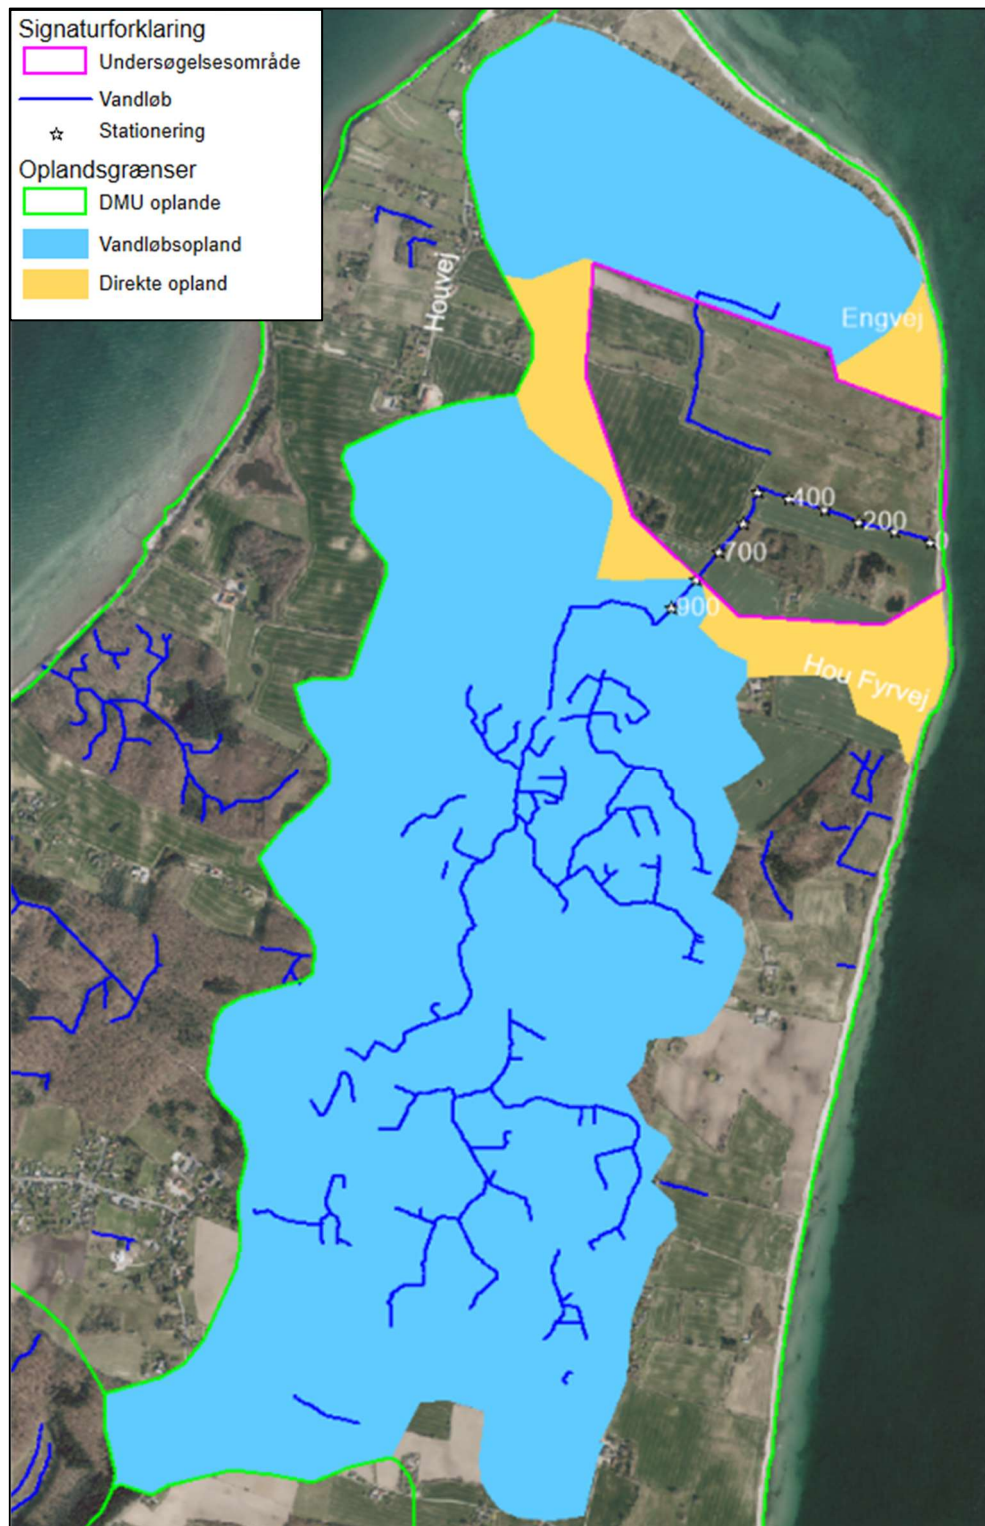 Signaturforklaring
Undersøgelsesområde
Vandløb
Stationering
Oplandsgrænser
DMU oplande
Vandløbsopland
Direkte opland
Houvej
Engvej
400
200
0
700
900
Hou Fyrvej